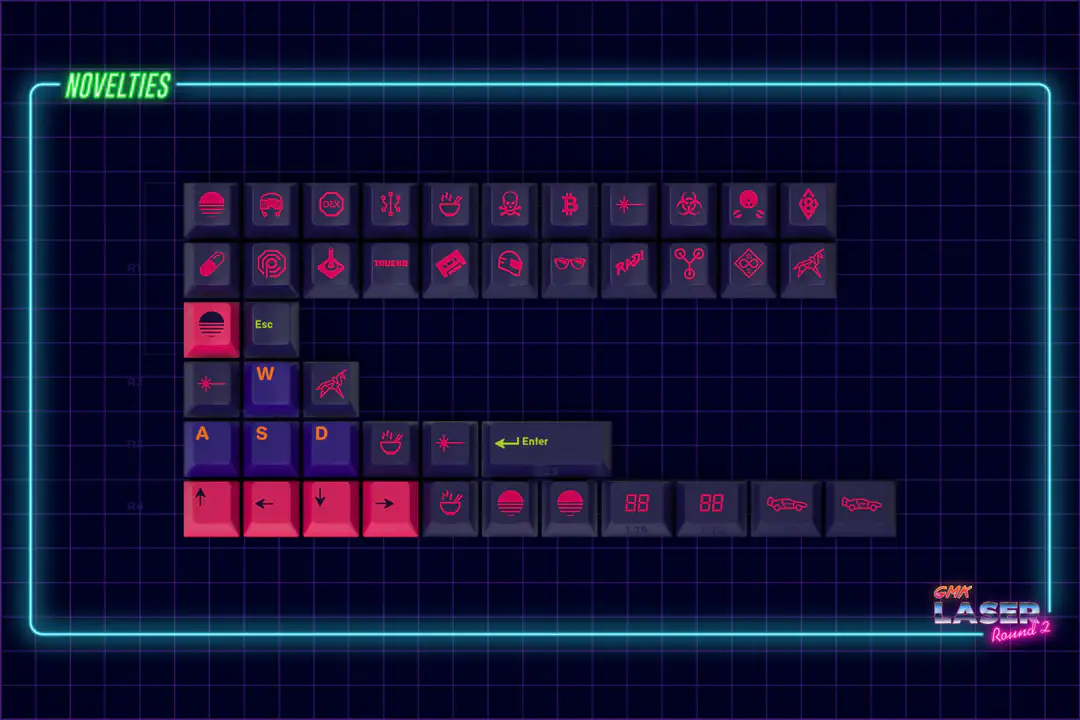 NOVELTIES
DEX
TRUENO
RAD!
Esc
W
A S D
Enter
88 88
GMK
LASER
Round 2